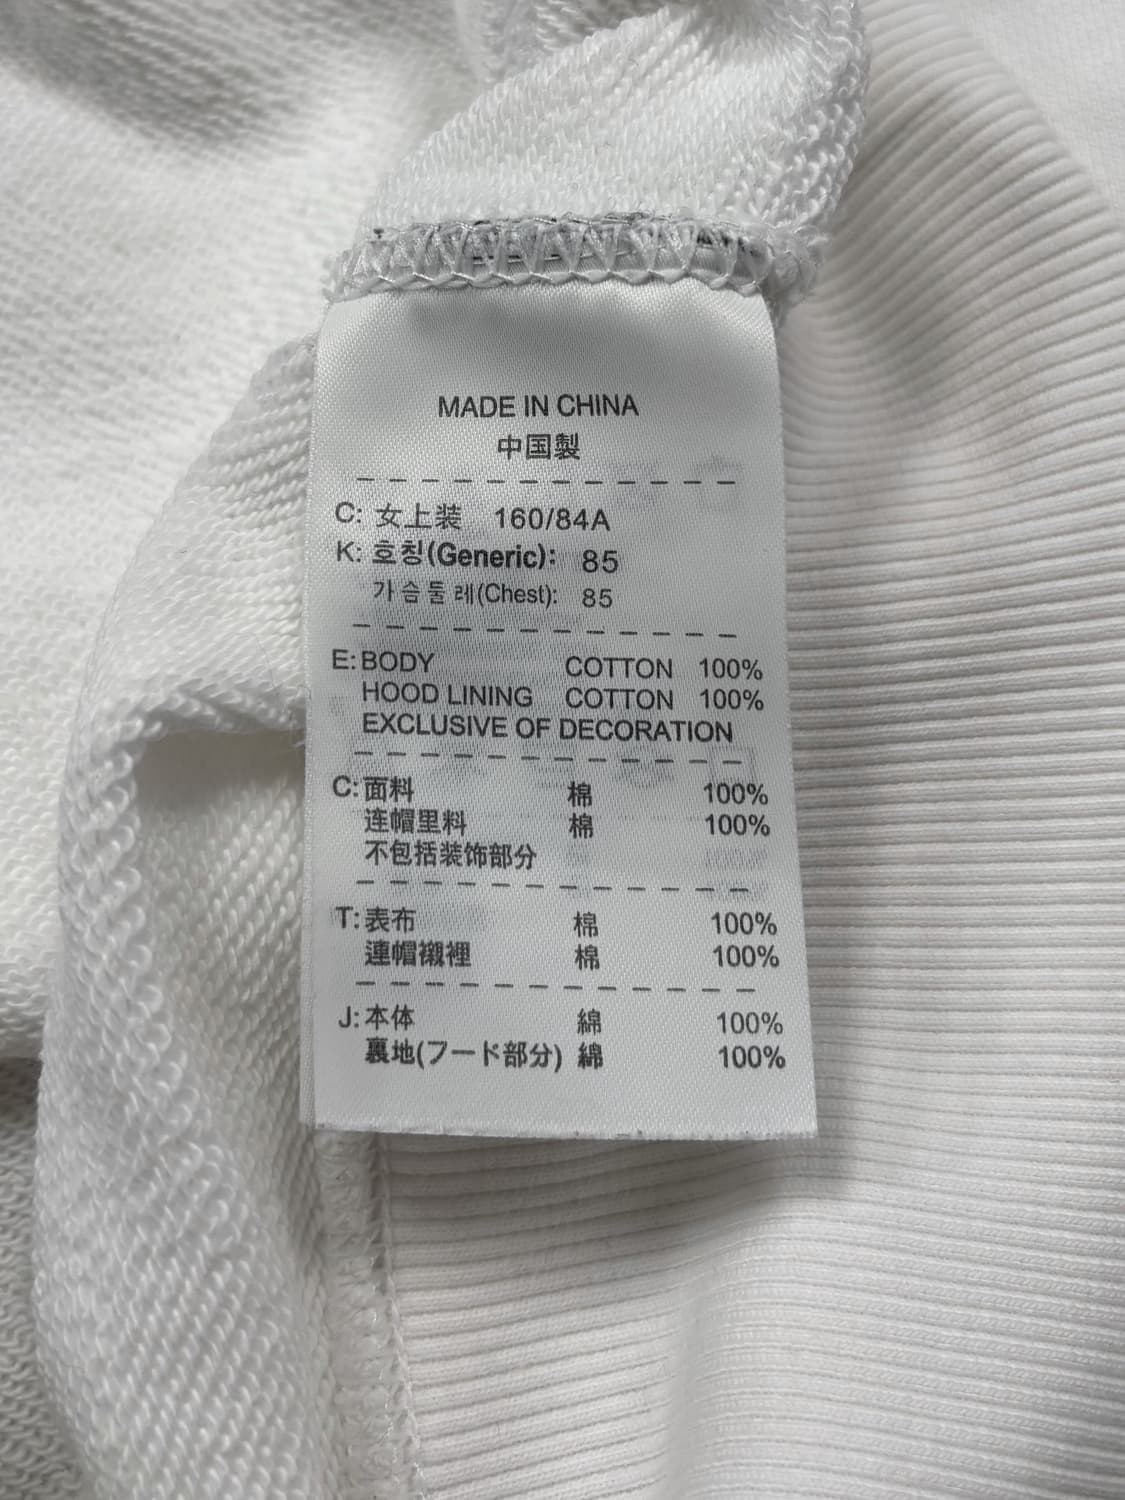 MADE IN CHINA
中国製
C: 女上装 160/84A
K: 호칭(Generic): 85
가슴둘레(Chest): 85
E: BODY COTTON 100%
HOOD LINING COTTON 100%
EXCLUSIVE OF DECORATION
C: 面料 棉 100%
连帽里料 棉 100%
不包括装饰部分
T: 表布 棉 100%
連帽襯裡 棉 100%
J: 本体 綿 100%
裏地(フード部分) 綿 100%